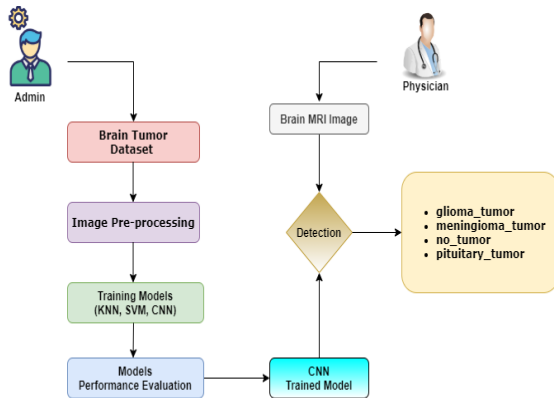 Admin
Physician
Brain Tumor
Dataset
Brain MRI Image
Image Pre-processing
Detection
glioma_tumor
meningioma_tumor
no_tumor
pituitary_tumor
Training Models
(KNN, SVM, CNN)
Models
Performance Evaluation
CNN
Trained Model